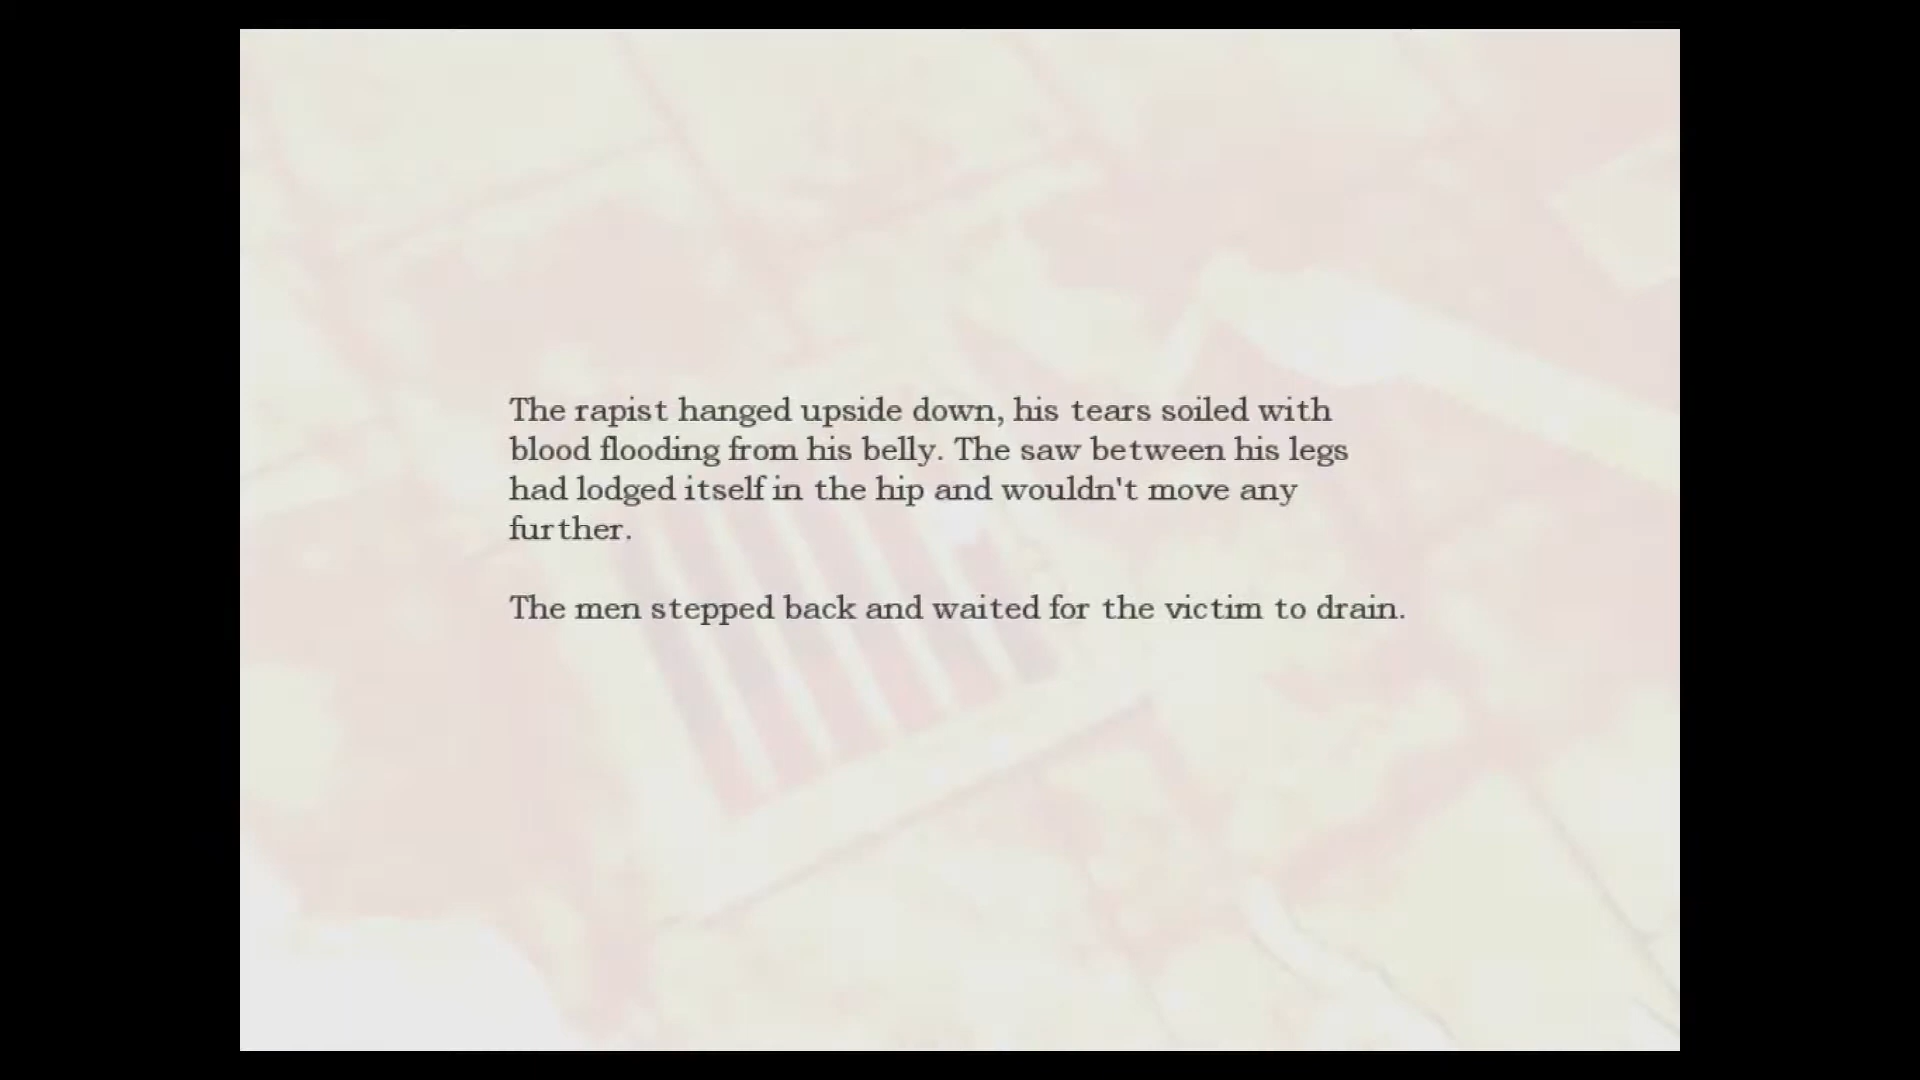 The rapist hanged upside down, his tears soiled with
blood flooding from his belly. The saw between his legs
had lodged itself in the hip and wouldn't move any
further.
The men stepped back and waited for the victim to drain.